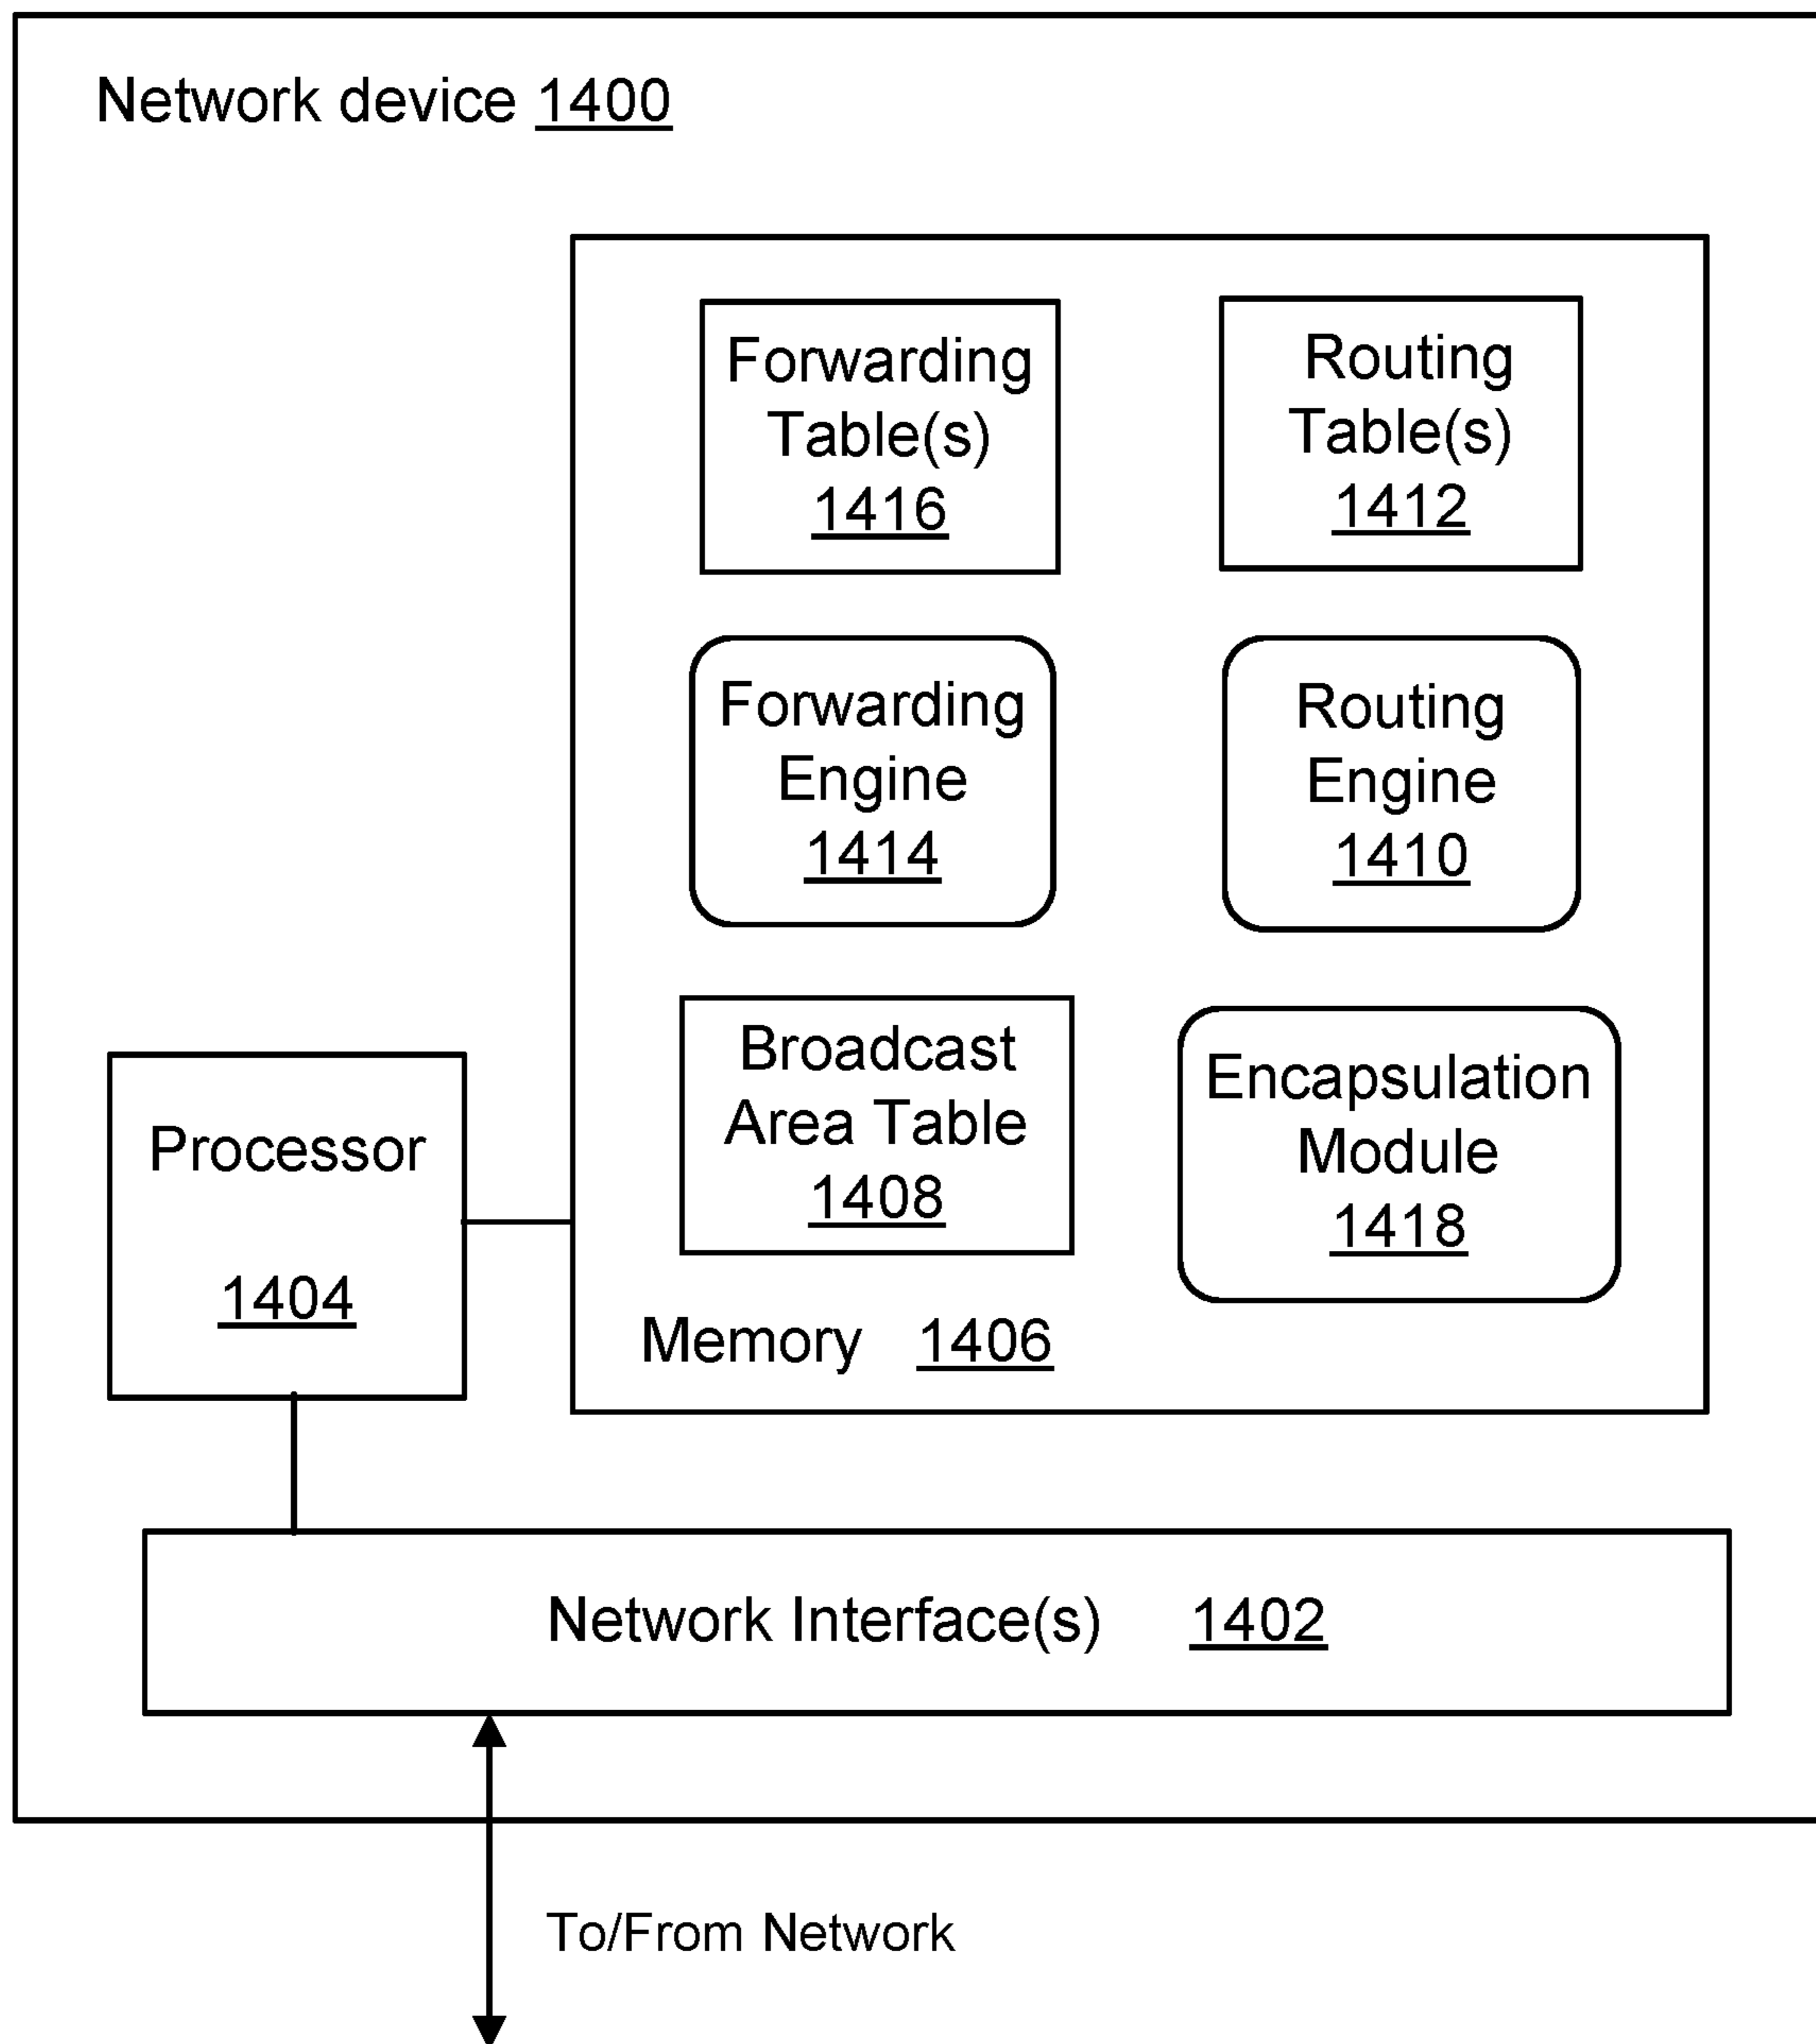 Network device 1400
Forwarding
Table(s)
1416
Routing
Table(s)
1412
Forwarding
Engine
1414
Routing
Engine
1410
Broadcast
Area Table
1408
Encapsulation
Module
1418
Memory 1406
Processor
1404
Network Interface(s) 1402
To/From Network